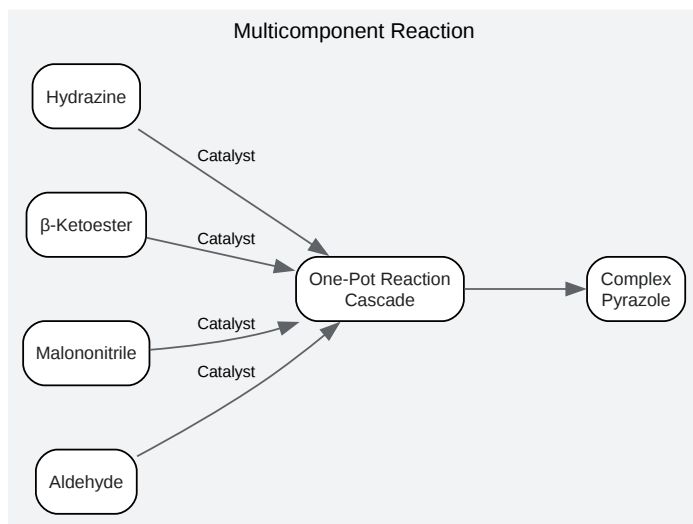 Multicomponent Reaction
Hydrazine
Catalyst
β-Ketoester
Catalyst
One-Pot Reaction
Cascade
Complex
Pyrazole
Malononitrile
Catalyst
Catalyst
Aldehyde